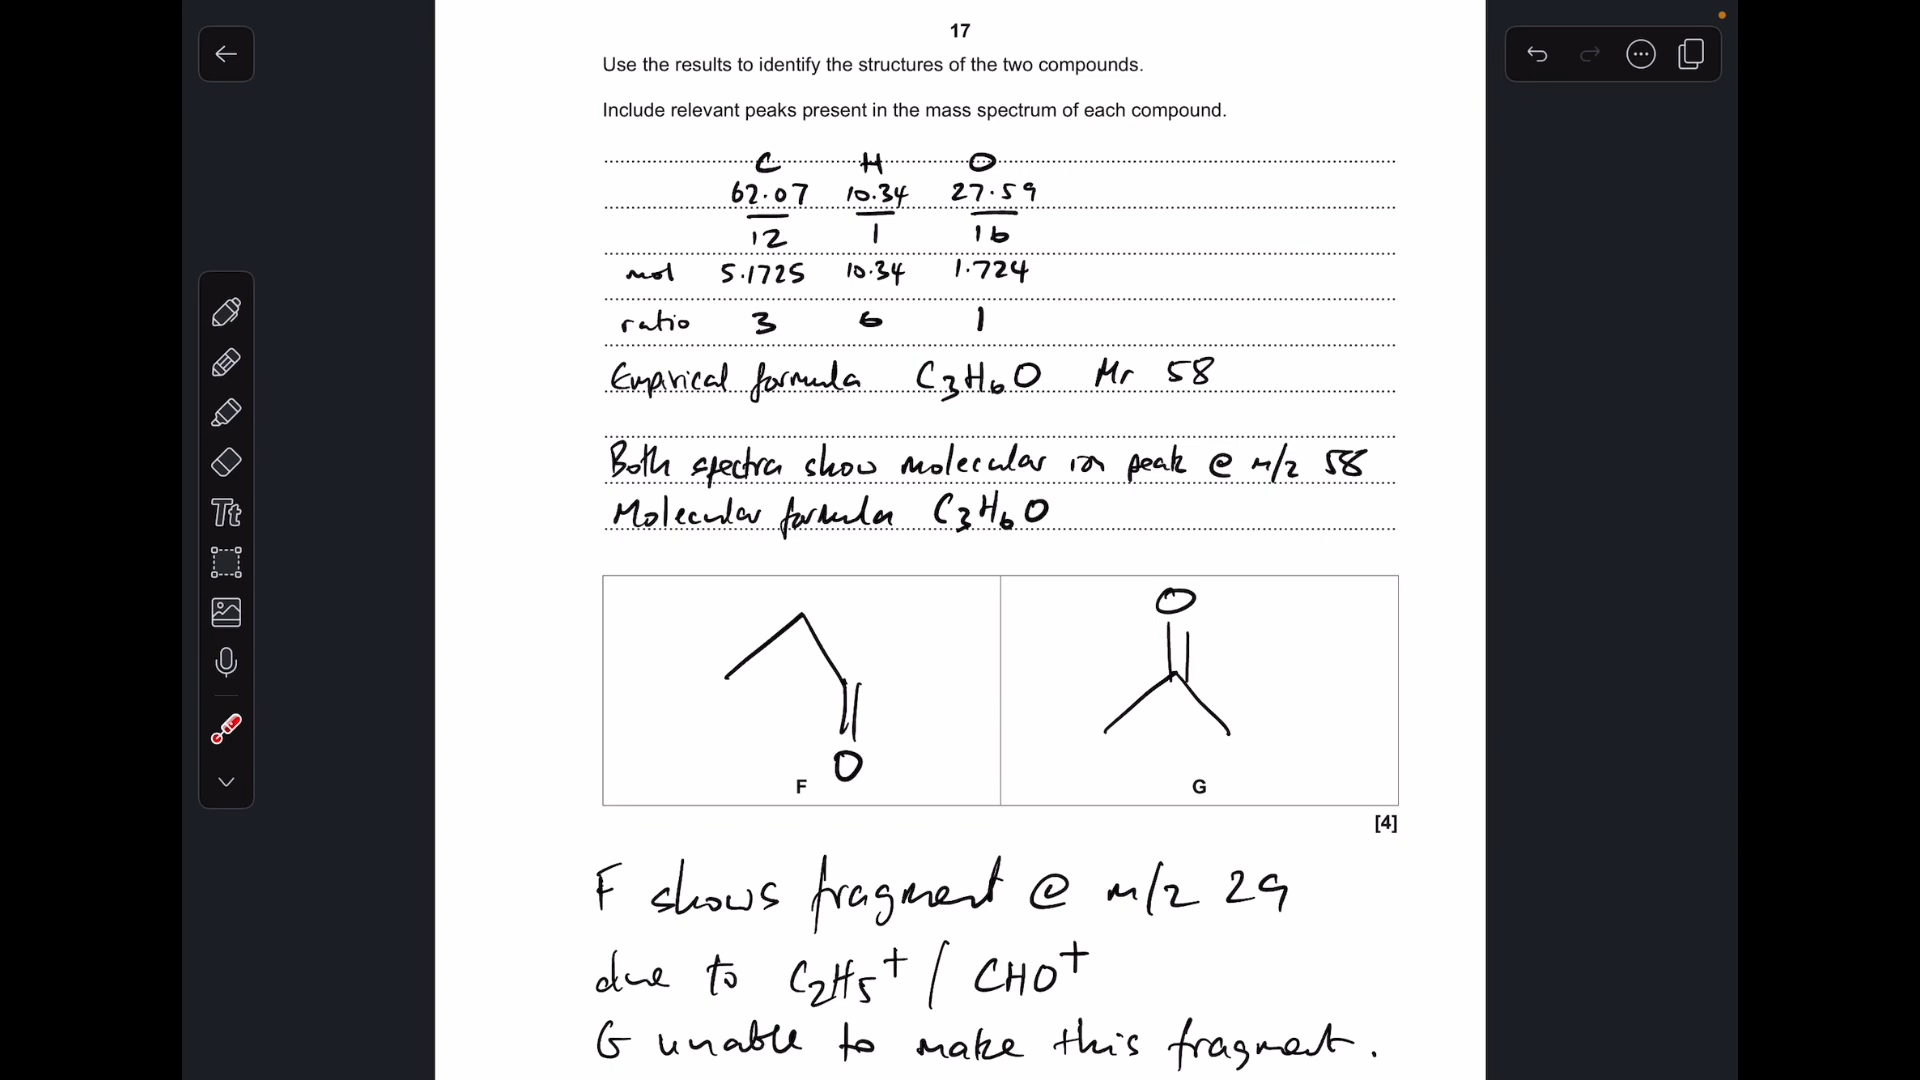 17
Use the results to identify the structures of the two compounds.
Include relevant peaks present in the mass spectrum of each compound.
C H O
62.07 10.34 27.59
12 1 16
mol 5.1725 10.34 1.724
ratio 3 6 1
Empirical formula C3H6O Mr 58
Both spectra show molecular ion peak @ m/z 58
Molecular formula C3H6O
O
O
F G
[4]
F shows fragment @ m/z 29
due to C2H5+ / CHO+
G unable to make this fragment.
Tt